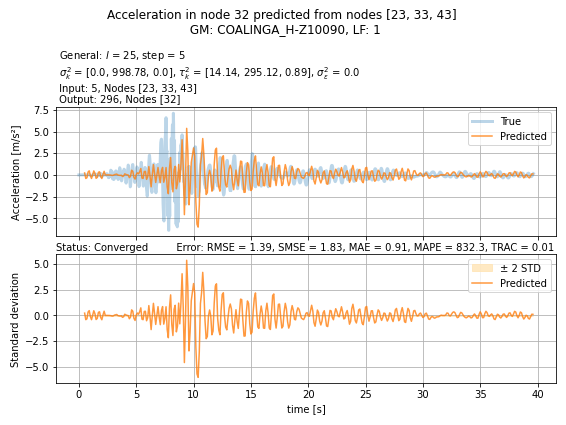 Acceleration in node 32 predicted from nodes [23, 33, 43]
GM: COALINGA_H-Z10090, LF: 1
General: l = 25, step = 5
σ_k² = [0.0, 998.78, 0.0], τ_k² = [14.14, 295.12, 0.89], σ_ε² = 0.0
Input: 5, Nodes [23, 33, 43]
Output: 296, Nodes [32]
7.5
5.0
2.5
0.0
−2.5
−5.0
Acceleration [m/s²]
True
Predicted
Status: Converged
Error: RMSE = 1.39, SMSE = 1.83, MAE = 0.91, MAPE = 832.3, TRAC = 0.01
5.0
2.5
0.0
−2.5
−5.0
Standard deviation
± 2 STD
Predicted
0 5 10 15 20 25 30 35 40
time [s]